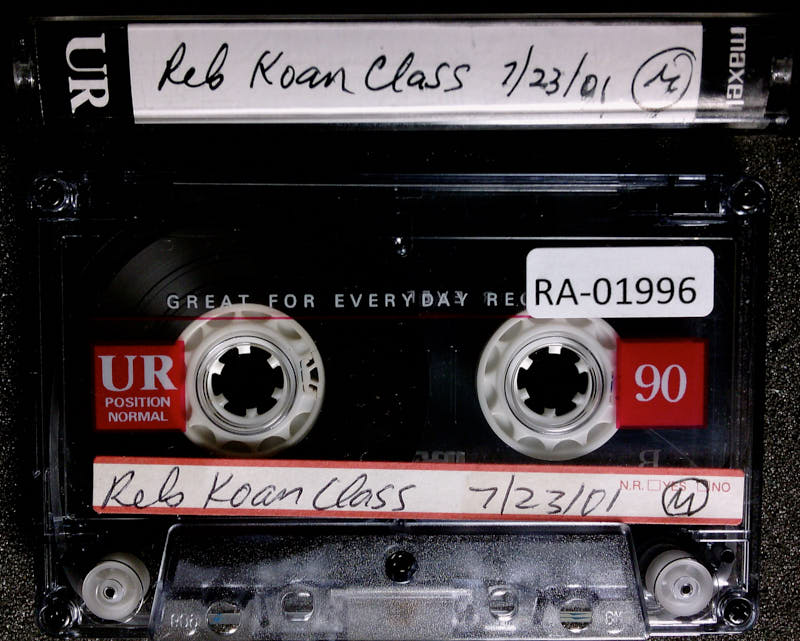 UR Reb Koan Class 7/23/01 M maxell
GREAT FOR EVERYDAY REC
RA-01996
UR
POSITION
NORMAL
90
Reb Koan Class 7/23/01 M
N.R. YES NO